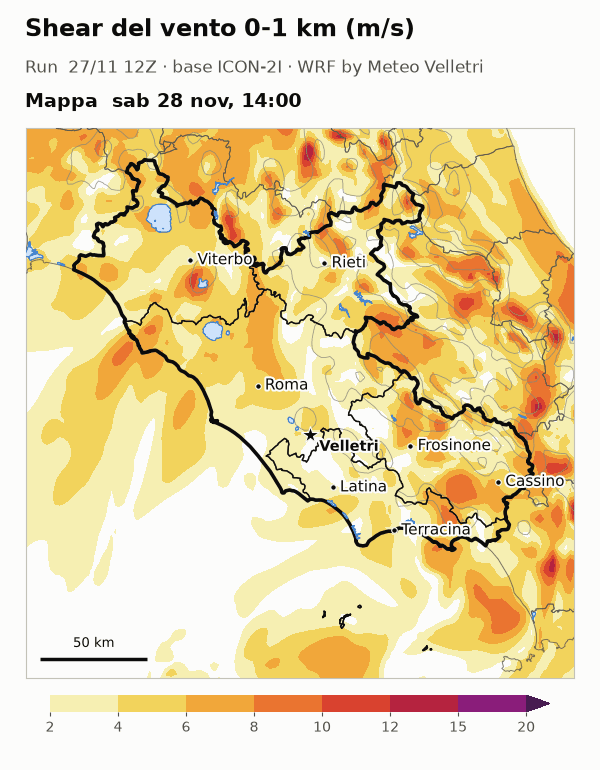 Shear del vento 0-1 km (m/s)
Run  27/11 12Z · base ICON-2I · WRF by Meteo Velletri
Mappa  sab 28 nov, 14:00
Viterbo
Rieti
Roma
Velletri
Frosinone
Latina
Cassino
Terracina
50 km
2 4 6 8 10 12 15 20